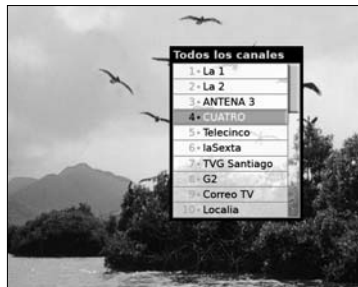 Todos los canales
1 - La 1
2 - La 2
3 - ANTENA 3
4 - CUATRO
5 - Telecinco
6 - laSexta
7 - TVG Santiago
8 - G2
9 - Correo TV
10 - Localia